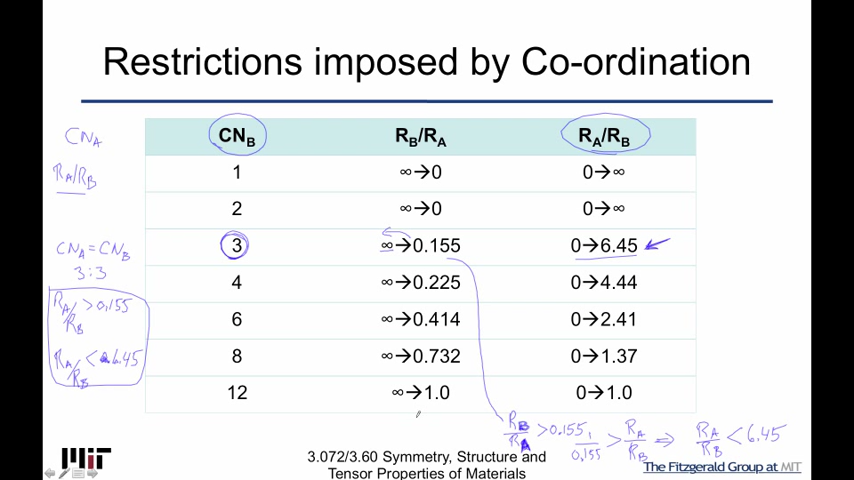 Restrictions imposed by Co-ordination
CN_A
R_A/R_B
CN_A = CN_B
3:3
R_A/R_B > 0.155
R_A/R_B < 6.45
CN_B R_B/R_A R_A/R_B
1 ∞→0 0→∞
2 ∞→0 0→∞
3 ∞→0.155 0→6.45
4 ∞→0.225 0→4.44
6 ∞→0.414 0→2.41
8 ∞→0.732 0→1.37
12 ∞→1.0 0→1.0
R_B/R_A > 0.155, 1/0.155 > R_A/R_B ⇒ R_A/R_B < 6.45
MIT
3.072/3.60 Symmetry, Structure and
Tensor Properties of Materials
The Fitzgerald Group at MIT